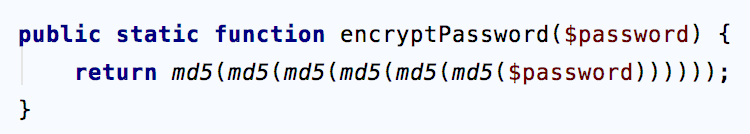 public static function encryptPassword($password) {
    return md5(md5(md5(md5(md5(md5($password))))));
}